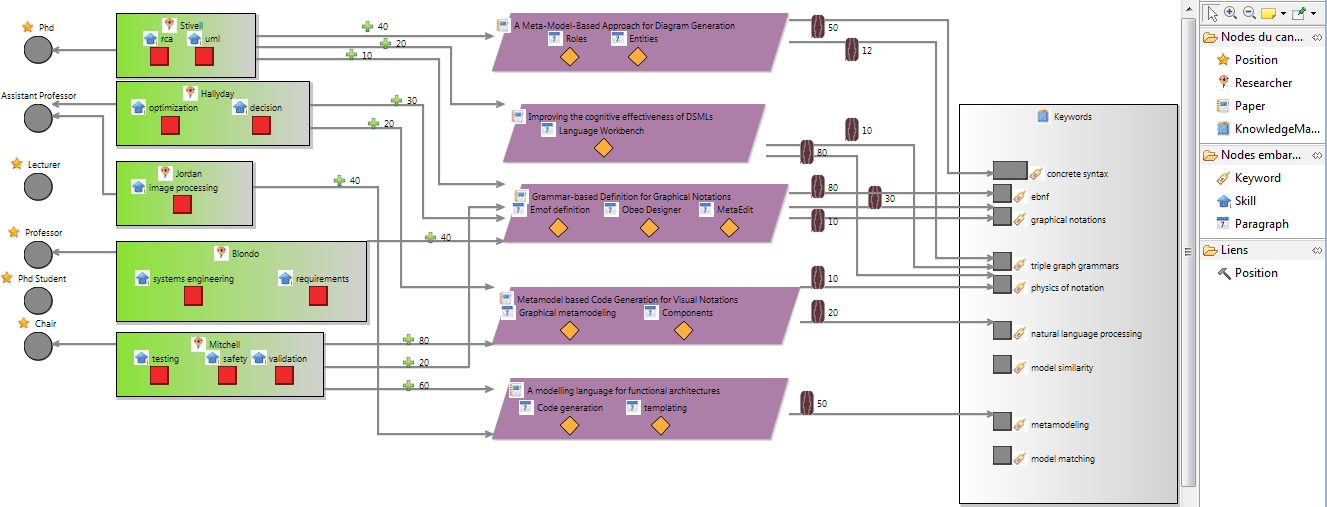 Phd
Assistant Professor
Lecturer
Professor
Phd Student
Chair
Stivell
rca
uml
Hallyday
optimization
decision
Jordan
image processing
Blondo
systems engineering
requirements
Mitchell
testing
safety
validation
40
20
10
30
20
40
40
80
20
60
A Meta-Model-Based Approach for Diagram Generation
Roles
Entities
Improving the cognitive effectiveness of DSMLs
Language Workbench
Grammar-based Definition for Graphical Notations
Emof definition
Obeo Designer
MetaEdit
Metamodel based Code Generation for Visual Notations
Graphical metamodeling
Components
A modelling language for functional architectures
Code generation
templating
50
12
10
80
80
30
10
10
20
50
Keywords
concrete syntax
ebnf
graphical notations
triple graph grammars
physics of notation
natural language processing
model similarity
metamodeling
model matching
Nodes du can...
Position
Researcher
Paper
KnowledgeMa...
Nodes embar...
Keyword
Skill
Paragraph
Liens
Position